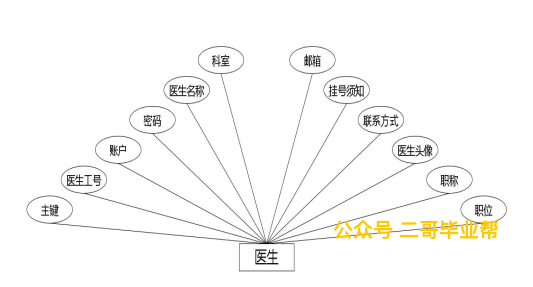 科室 邮箱
医生名称 挂号须知
密码 联系方式
账户 医生头像
医生工号 职称
主键 职位
公众号 二哥毕业帮
医生